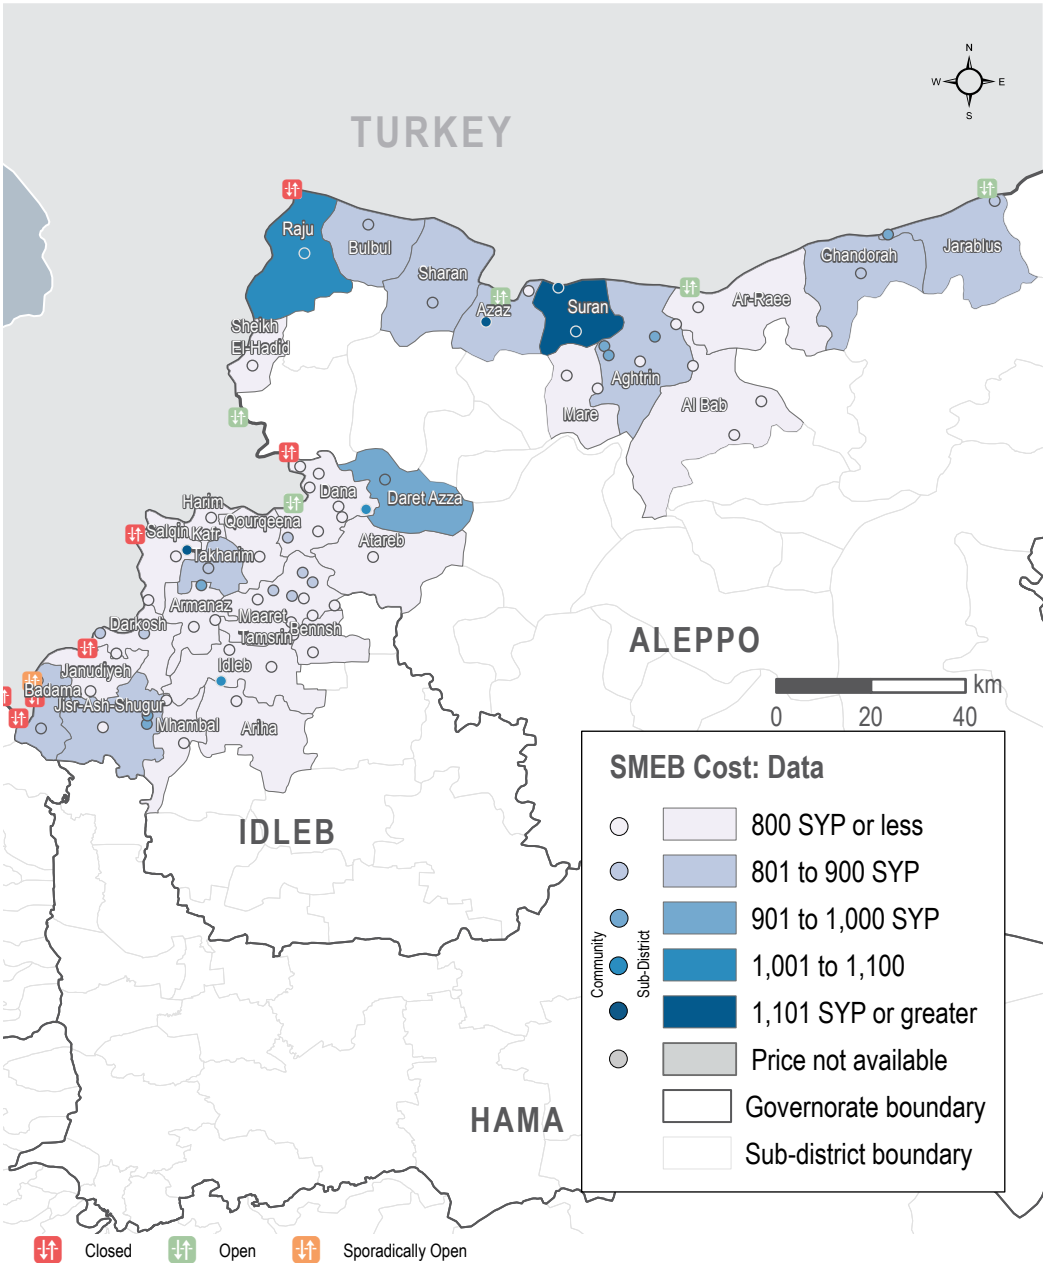 N
W E
S
TURKEY
Raju
Bulbul
Sharan
Ghandorah
Jarablus
Azaz
Suran
Ar-Raee
Sheikh
El-Hadid
Aghtrin
Mare
Al Bab
Dana
Daret Azza
Harim
Qourqeena
Salqin
Kafr
Takharim
Atareb
Armanaz
Maaret
Tamsrin
Bennsh
Darkosh
Idleb
Janudiyeh
Badama
Jisr-Ash-Shugur
Mhambal
Ariha
ALEPPO
km
0 20 40
IDLEB
HAMA
SMEB Cost: Data
Community
Sub-District
800 SYP or less
801 to 900 SYP
901 to 1,000 SYP
1,001 to 1,100
1,101 SYP or greater
Price not available
Governorate boundary
Sub-district boundary
Closed
Open
Sporadically Open